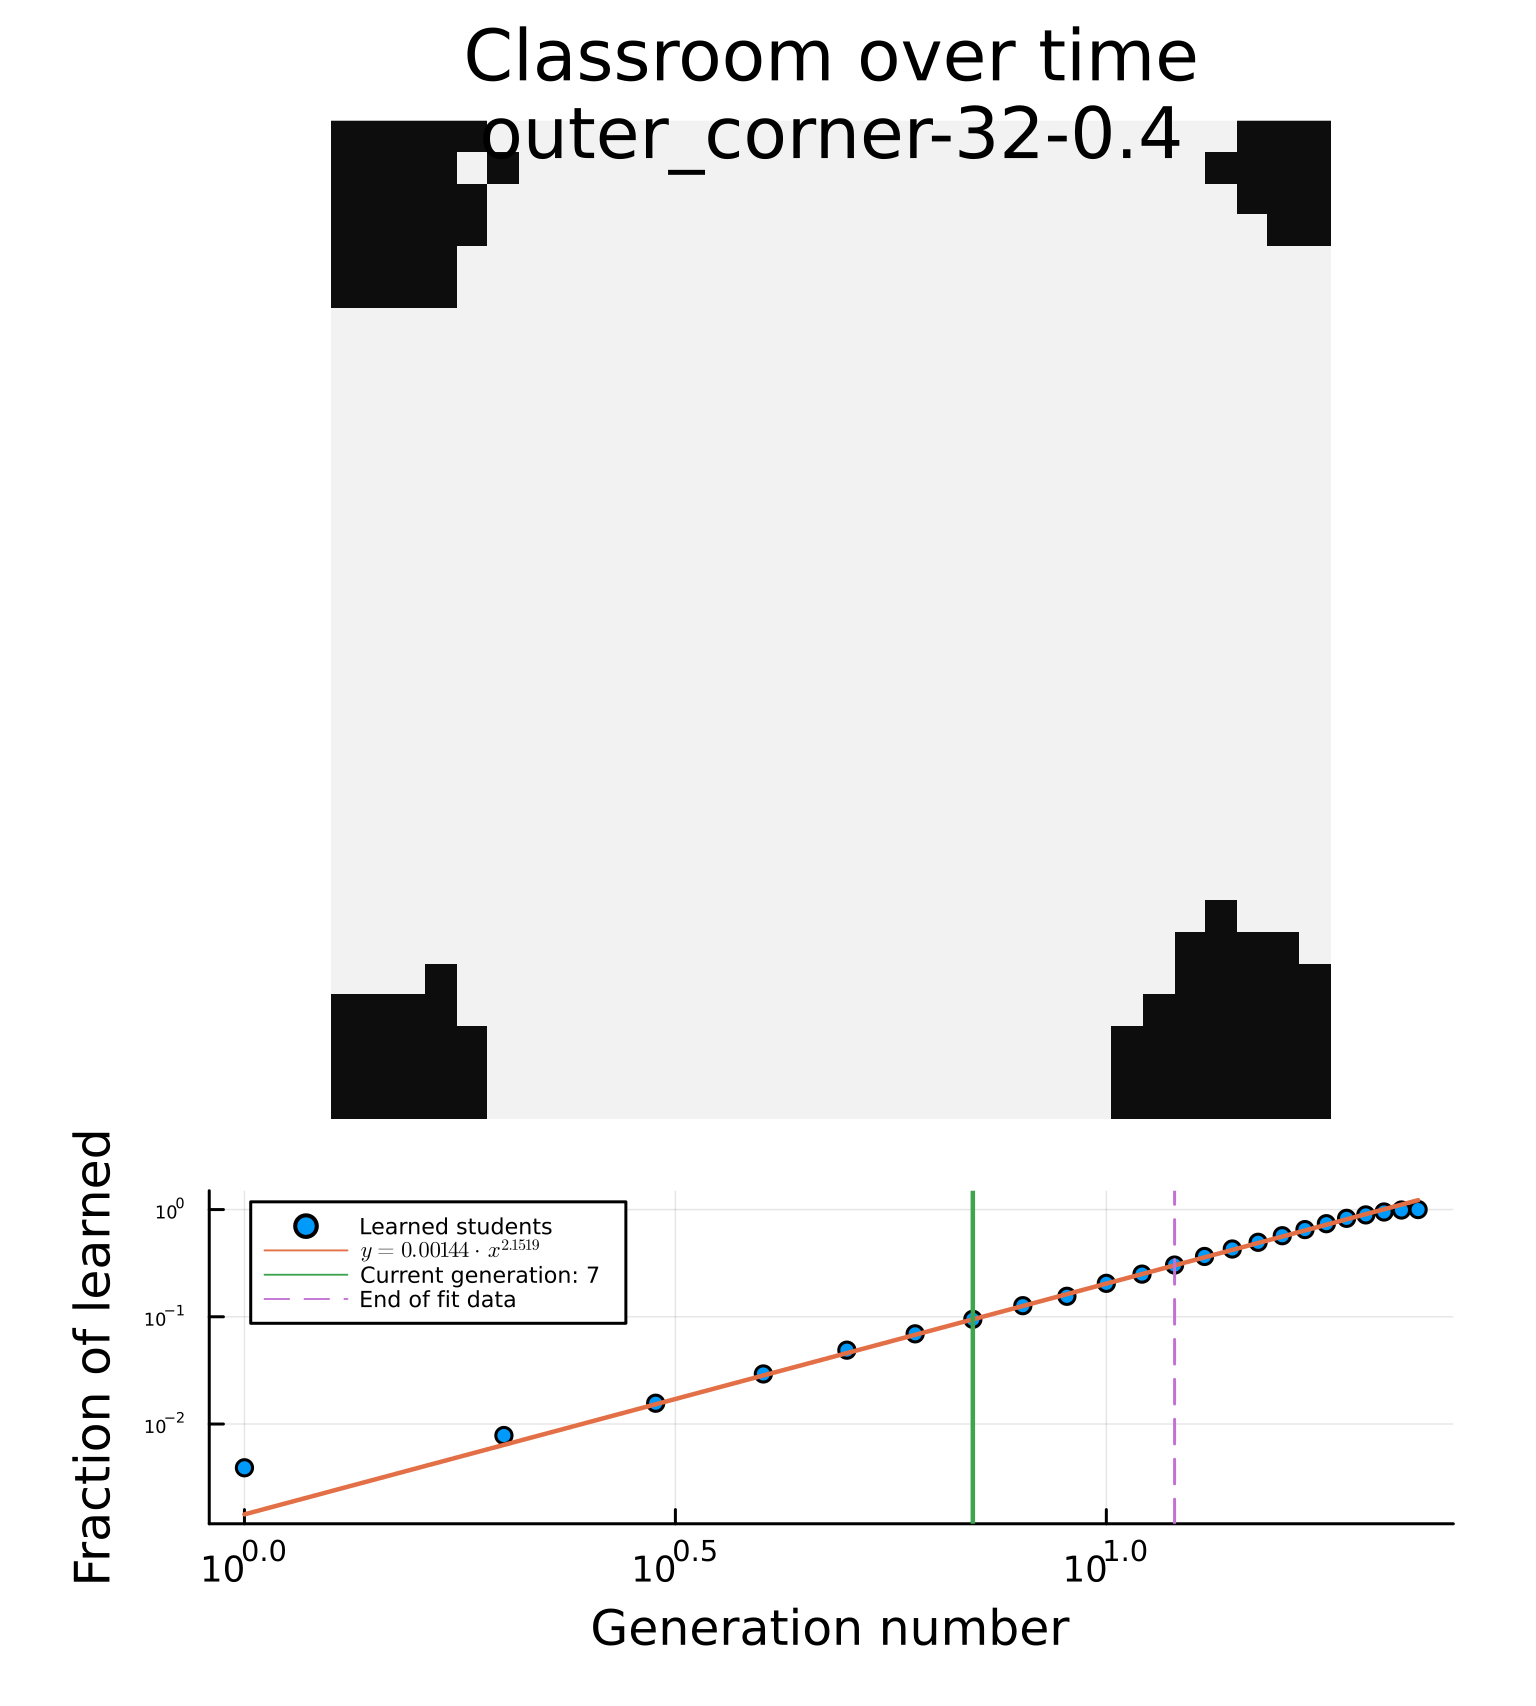 Classroom over time
outer_corner-32-0.4
Fraction of learned
10^0
10^−1
10^−2
Learned students
y = 0.00144 · x^2.1519
Current generation: 7
End of fit data
10^0.0
10^0.5
10^1.0
Generation number